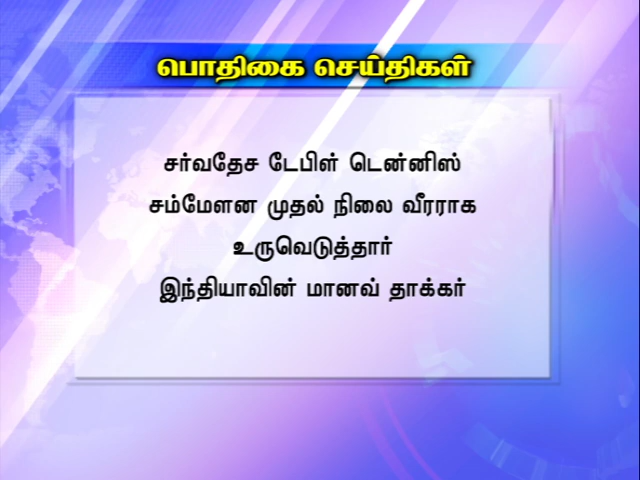 பொதிகை செய்திகள்
சர்வதேச டேபிள் டென்னிஸ்
சம்மேளன முதல் நிலை வீரராக
உருவெடுத்தார்
இந்தியாவின் மானவ் தாக்கர்